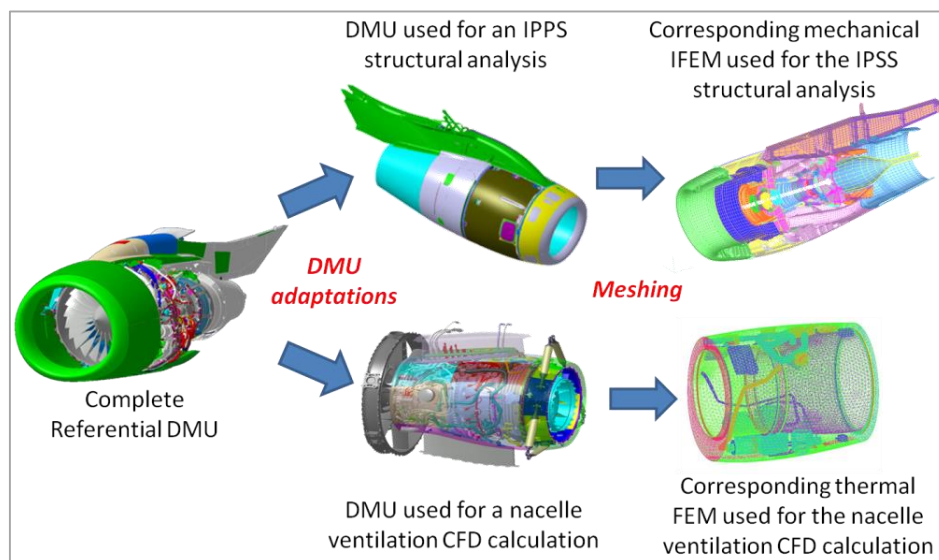 DMU used for an IPPS
structural analysis
Corresponding mechanical
IFEM used for the IPSS
structural analysis
DMU
adaptations
Meshing
Complete
Referential DMU
DMU used for a nacelle
ventilation CFD calculation
Corresponding thermal
FEM used for the nacelle
ventilation CFD calculation